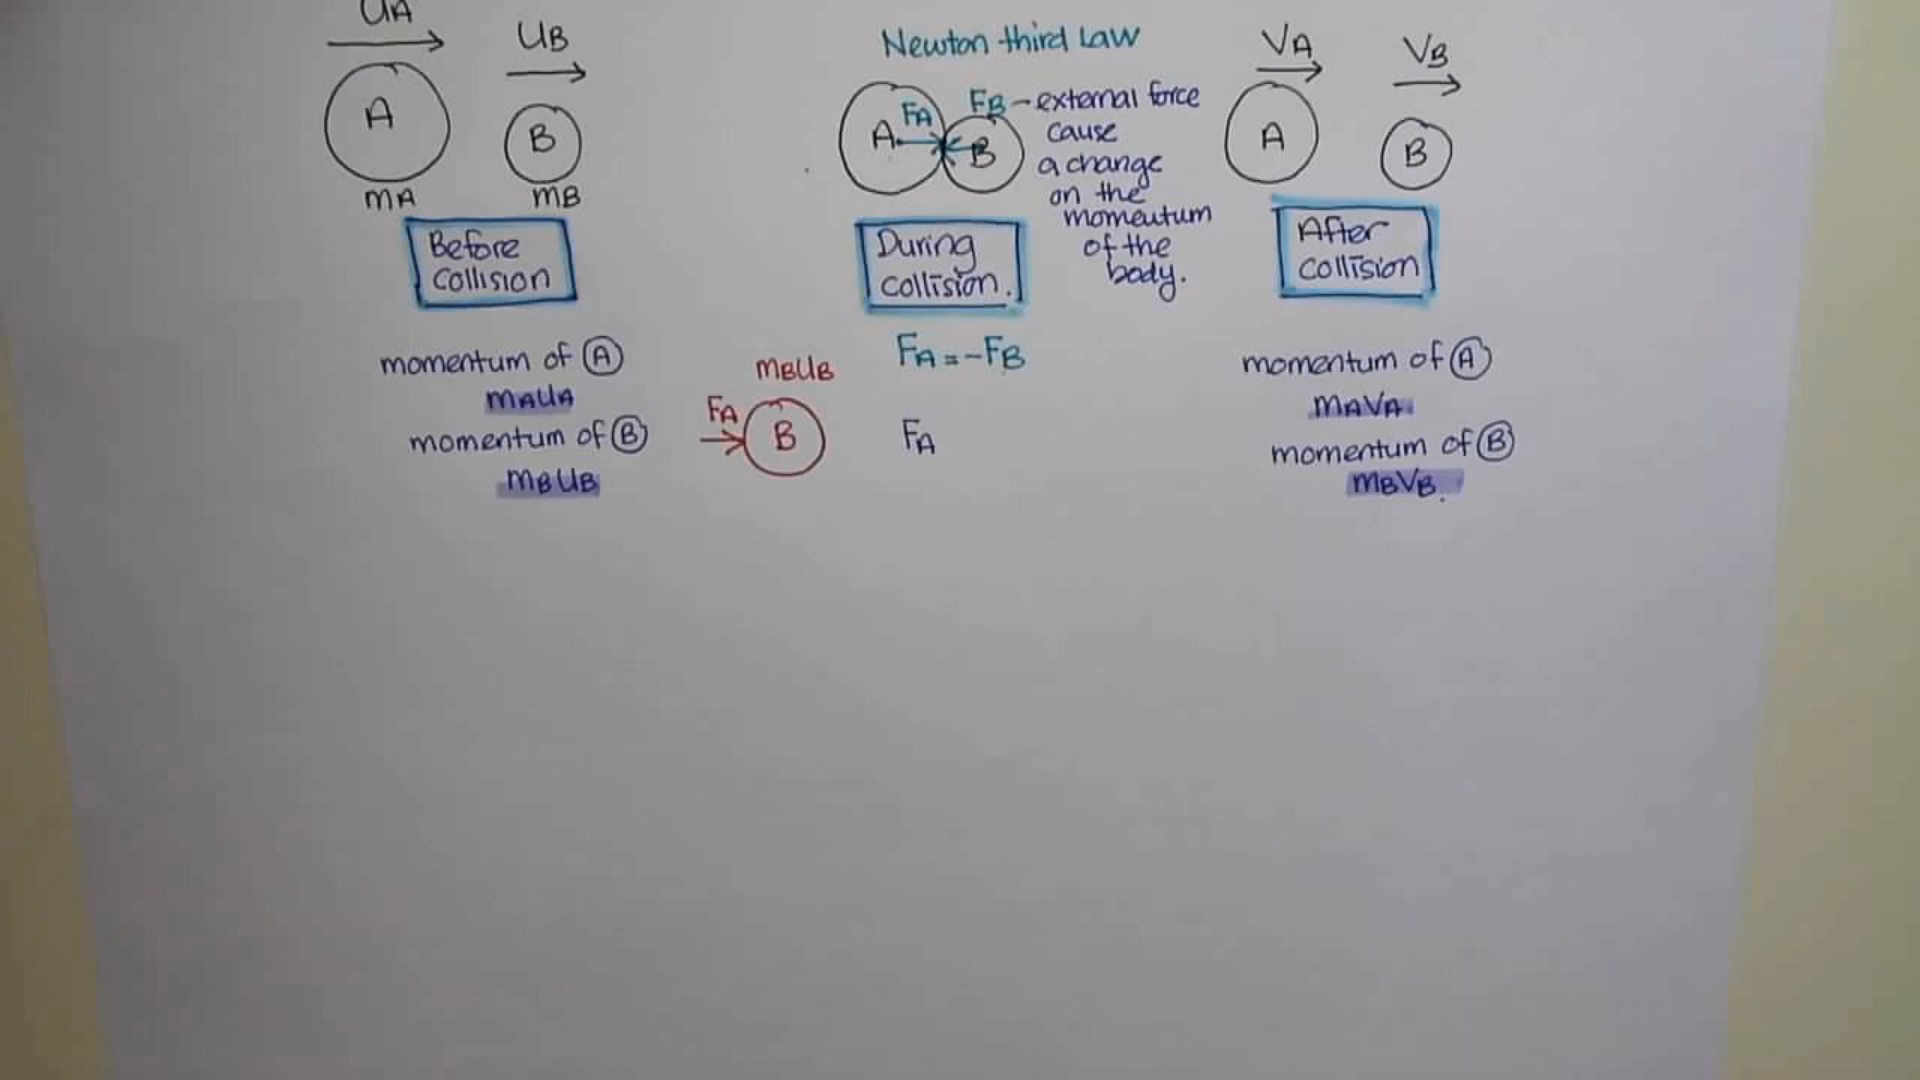 UA
UB
A
B
mA
mB
Before
collision
momentum of A
mAUA
momentum of B
mBUB
Newton third Law
A
FA
FB - external force
B
cause
a change
on the
momentum
of the
body.
During
collision.
FA = -FB
mBUB
FA
B
FA
VA
VB
A
B
After
collision
momentum of A
mAVA
momentum of B
mBVB.